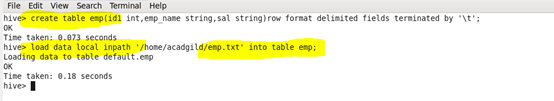 File Edit View Search Terminal Help
hive> create table emp(id1 int,emp_name string,sal string)row format delimited fields terminated by '\t';
OK
Time taken: 0.073 seconds
hive> load data local inpath '/home/acadgild/emp.txt' into table emp;
Loading data to table default.emp
OK
Time taken: 0.18 seconds
hive>